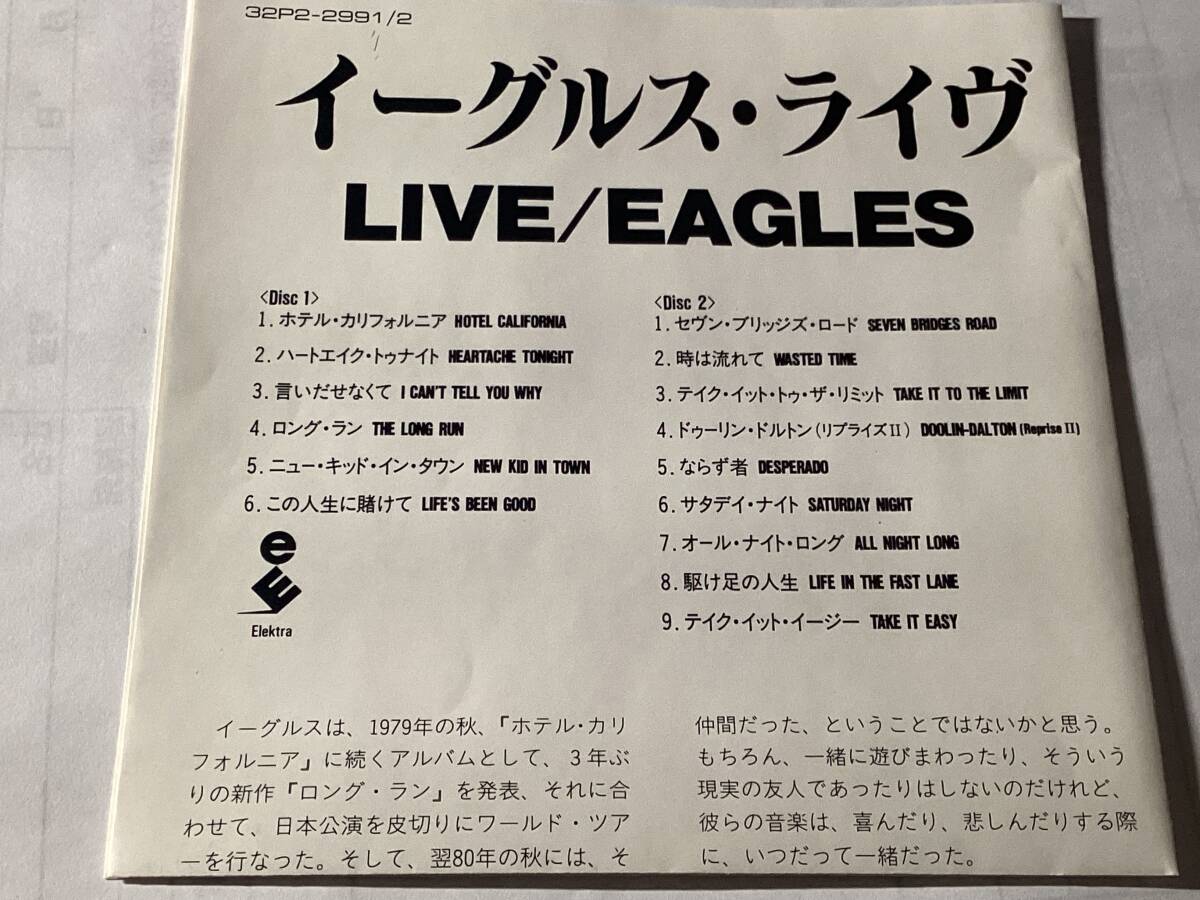 32P2-2991/2
イーグルス・ライヴ
LIVE/EAGLES
〈Disc 1〉
1. ホテル・カリフォルニア HOTEL CALIFORNIA
2. ハートエイク・トゥナイト HEARTACHE TONIGHT
3. 言いだせなくて I CAN'T TELL YOU WHY
4. ロング・ラン THE LONG RUN
5. ニュー・キッド・イン・タウン NEW KID IN TOWN
6. この人生に賭けて LIFE'S BEEN GOOD
e
E
Elektra
〈Disc 2〉
1. セヴン・ブリッジズ・ロード SEVEN BRIDGES ROAD
2. 時は流れて WASTED TIME
3. テイク・イット・トゥ・ザ・リミット TAKE IT TO THE LIMIT
4. ドゥーリン・ドルトン(リプライズII) DOOLIN-DALTON (Reprise II)
5. ならず者 DESPERADO
6. サタデイ・ナイト SATURDAY NIGHT
7. オール・ナイト・ロング ALL NIGHT LONG
8. 駆け足の人生 LIFE IN THE FAST LANE
9. テイク・イット・イージー TAKE IT EASY
イーグルスは、1979年の秋、「ホテル・カリ
フォルニア」に続くアルバムとして、3年ぶ
りの新作「ロング・ラン」を発表、それに合
わせて、日本公演を皮切りにワールド・ツア
ーを行なった。そして、翌80年の秋には、そ
仲間だった、ということではないかと思う。
もちろん、一緒に遊びまわったり、そういう
現実の友人であったりはしないのだけれど、
彼らの音楽は、喜んだり、悲しんだりする際
に、いつだって一緒だった。